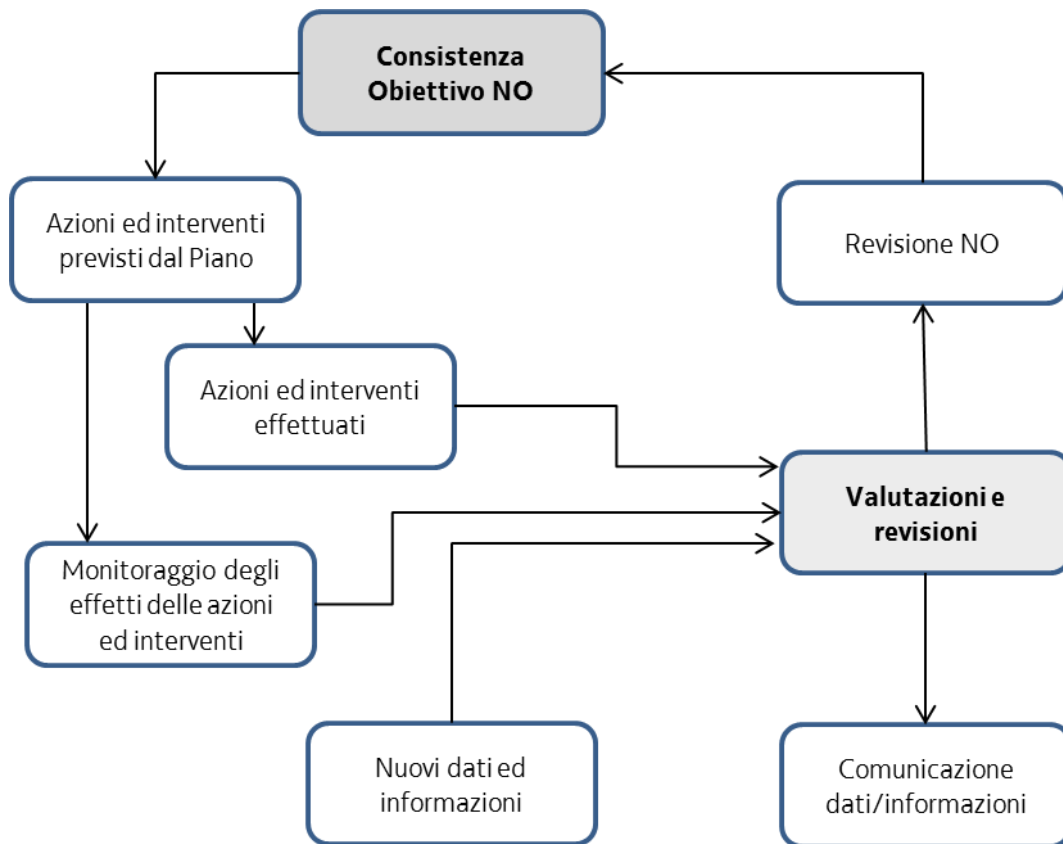 Consistenza
Obiettivo NO
Azioni ed interventi
previsti dal Piano
Revisione NO
Azioni ed interventi
effettuati
Valutazioni e
revisioni
Monitoraggio degli
effetti delle azioni
ed interventi
Nuovi dati ed
informazioni
Comunicazione
dati/informazioni